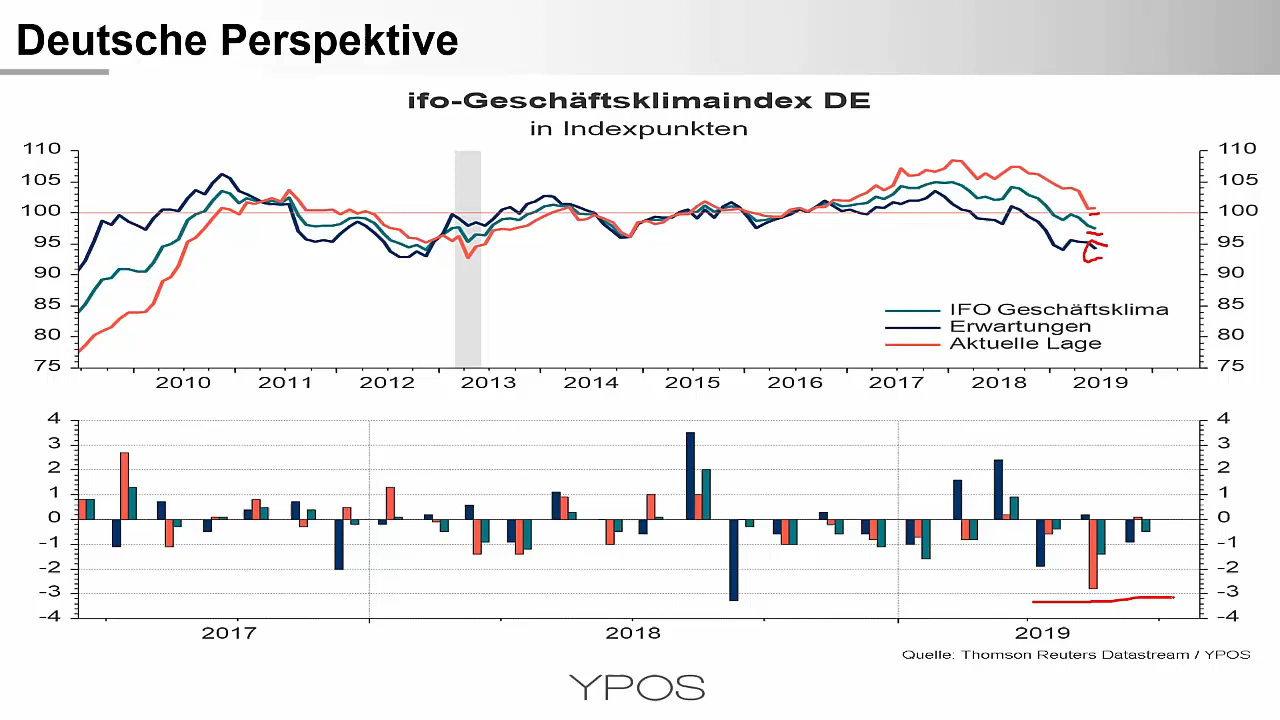 Deutsche Perspektive
ifo-Geschäftsklimaindex DE
in Indexpunkten
110 110
105 105
100 100
95 95
90 90
85 85
80 80
75 75
IFO Geschäftsklima
Erwartungen
Aktuelle Lage
2010 2011 2012 2013 2014 2015 2016 2017 2018 2019
4 4
3 3
2 2
1 1
0 0
-1 -1
-2 -2
-3 -3
-4 -4
2017 2018 2019
Quelle: Thomson Reuters Datastream / YPOS
YPOS